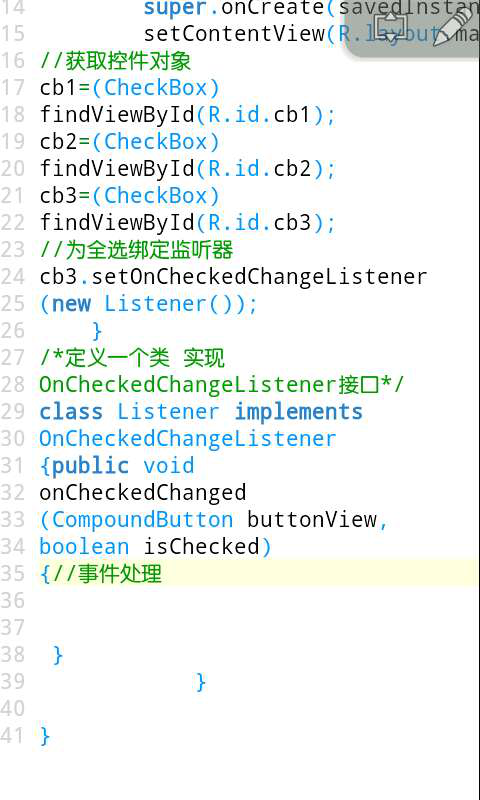 14 super.onCreate(savedInstan
15 setContentView(R.layout.ma
16 //获取控件对象
17 cb1=(CheckBox)
18 findViewById(R.id.cb1);
19 cb2=(CheckBox)
20 findViewById(R.id.cb2);
21 cb3=(CheckBox)
22 findViewById(R.id.cb3);
23 //为全选绑定监听器
24 cb3.setOnCheckedChangeListener
25 (new Listener());
26 }
27 /*定义一个类 实现
28 OnCheckedChangeListener接口*/
29 class Listener implements
30 OnCheckedChangeListener
31 {public void
32 onCheckedChanged
33 (CompoundButton buttonView,
34 boolean isChecked)
35 {//事件处理
36
37
38 }
39 }
40
41 }